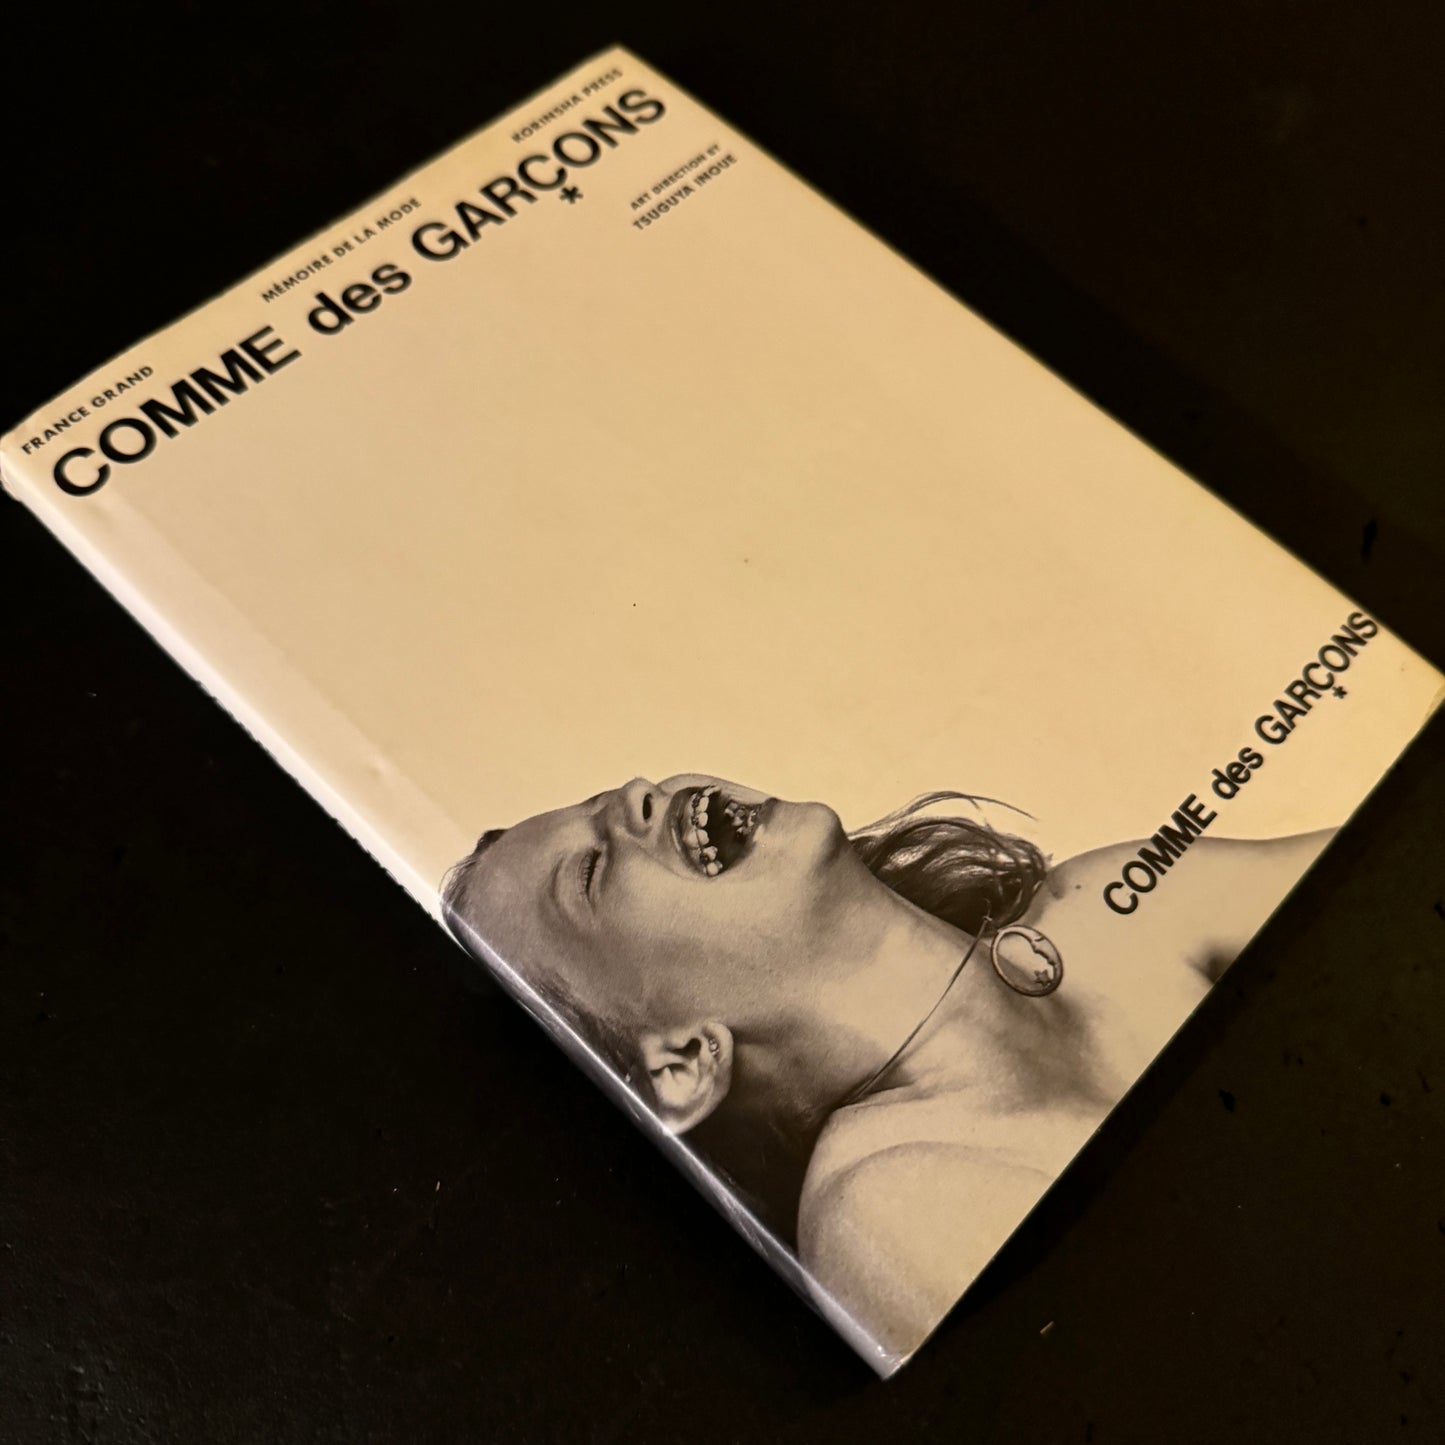 FRANCE GRAND MÉMOIRE DE LA MODE KORINSHA PRESS
COMME des GARÇONS
ART DIRECTION BY
TSUGUYA INOUE
COMME des GARÇONS